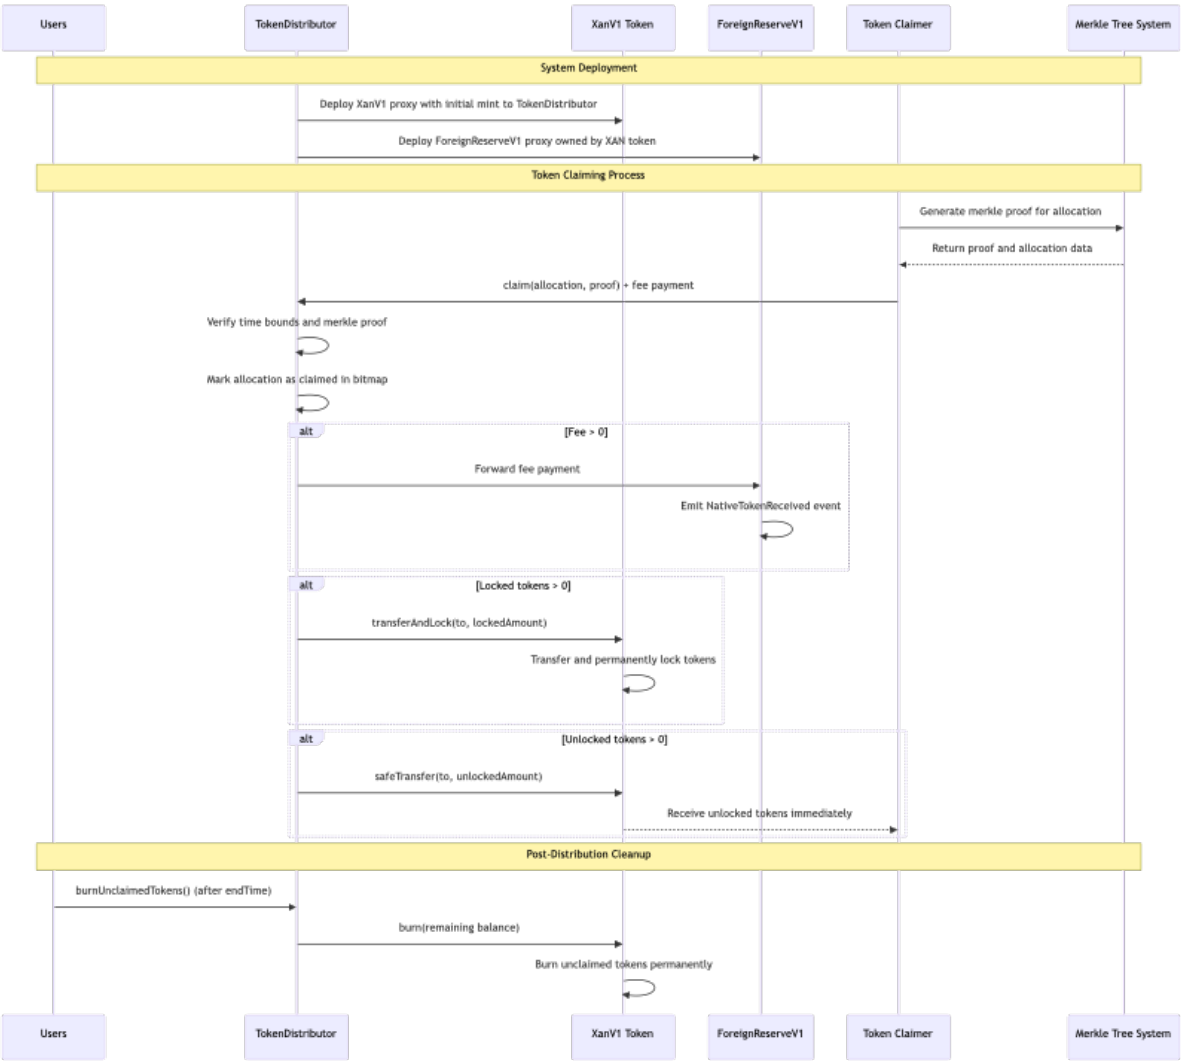 Users
TokenDistributor
XanV1 Token
ForeignReserveV1
Token Claimer
Merkle Tree System
System Deployment
Deploy XanV1 proxy with initial mint to TokenDistributor
Deploy ForeignReserveV1 proxy owned by XAN token
Token Claiming Process
Generate merkle proof for allocation
Return proof and allocation data
claim(allocation, proof) + fee payment
Verify time bounds and merkle proof
Mark allocation as claimed in bitmap
alt
[Fee > 0]
Forward fee payment
Emit NativeTokenReceived event
alt
[Locked tokens > 0]
transferAndLock(to, lockedAmount)
Transfer and permanently lock tokens
alt
[Unlocked tokens > 0]
safeTransfer(to, unlockedAmount)
Receive unlocked tokens immediately
Post-Distribution Cleanup
burnUnclaimedTokens() (after endTime)
burn(remaining balance)
Burn unclaimed tokens permanently
Users
TokenDistributor
XanV1 Token
ForeignReserveV1
Token Claimer
Merkle Tree System